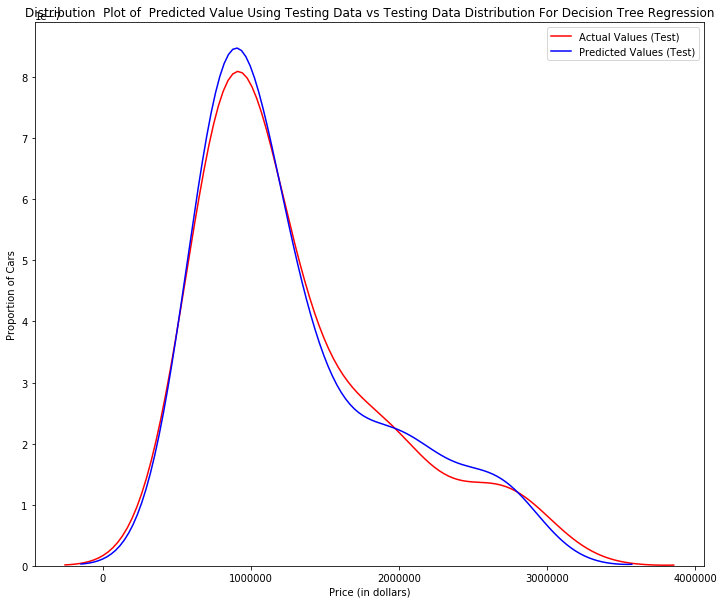 Distribution  Plot of  Predicted Value Using Testing Data vs Testing Data Distribution For Decision Tree Regression
1e−7
Actual Values (Test)
Predicted Values (Test)
8
7
6
5
4
3
2
1
0
Proportion of Cars
0 1000000 2000000 3000000 4000000
Price (in dollars)